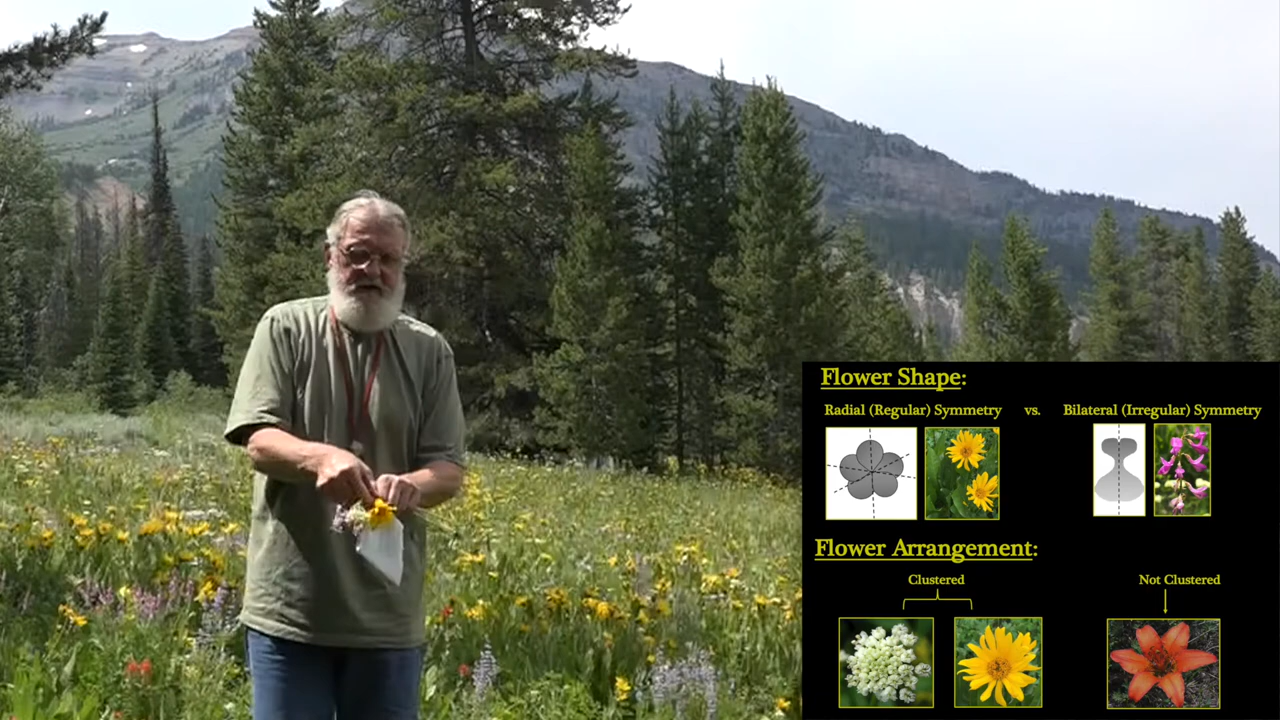 Flower Shape:
Radial (Regular) Symmetry vs. Bilateral (Irregular) Symmetry
Flower Arrangement:
Clustered Not Clustered